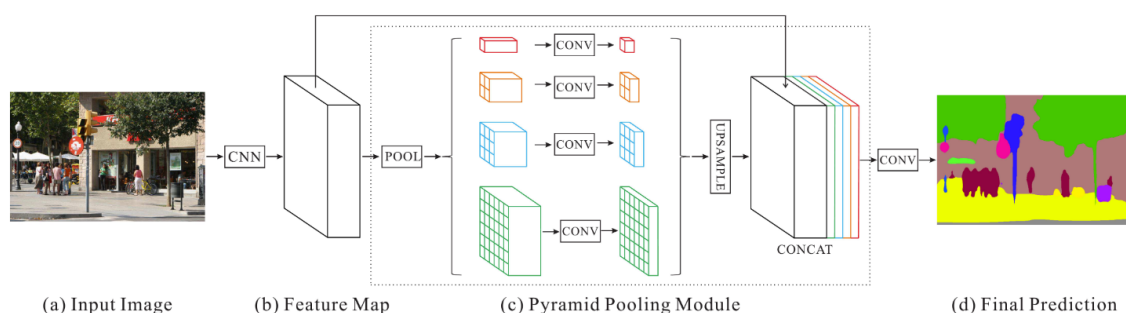 CNN
POOL
CONV
CONV
CONV
CONV
UPSAMPLE
CONCAT
CONV
(a) Input Image
(b) Feature Map
(c) Pyramid Pooling Module
(d) Final Prediction